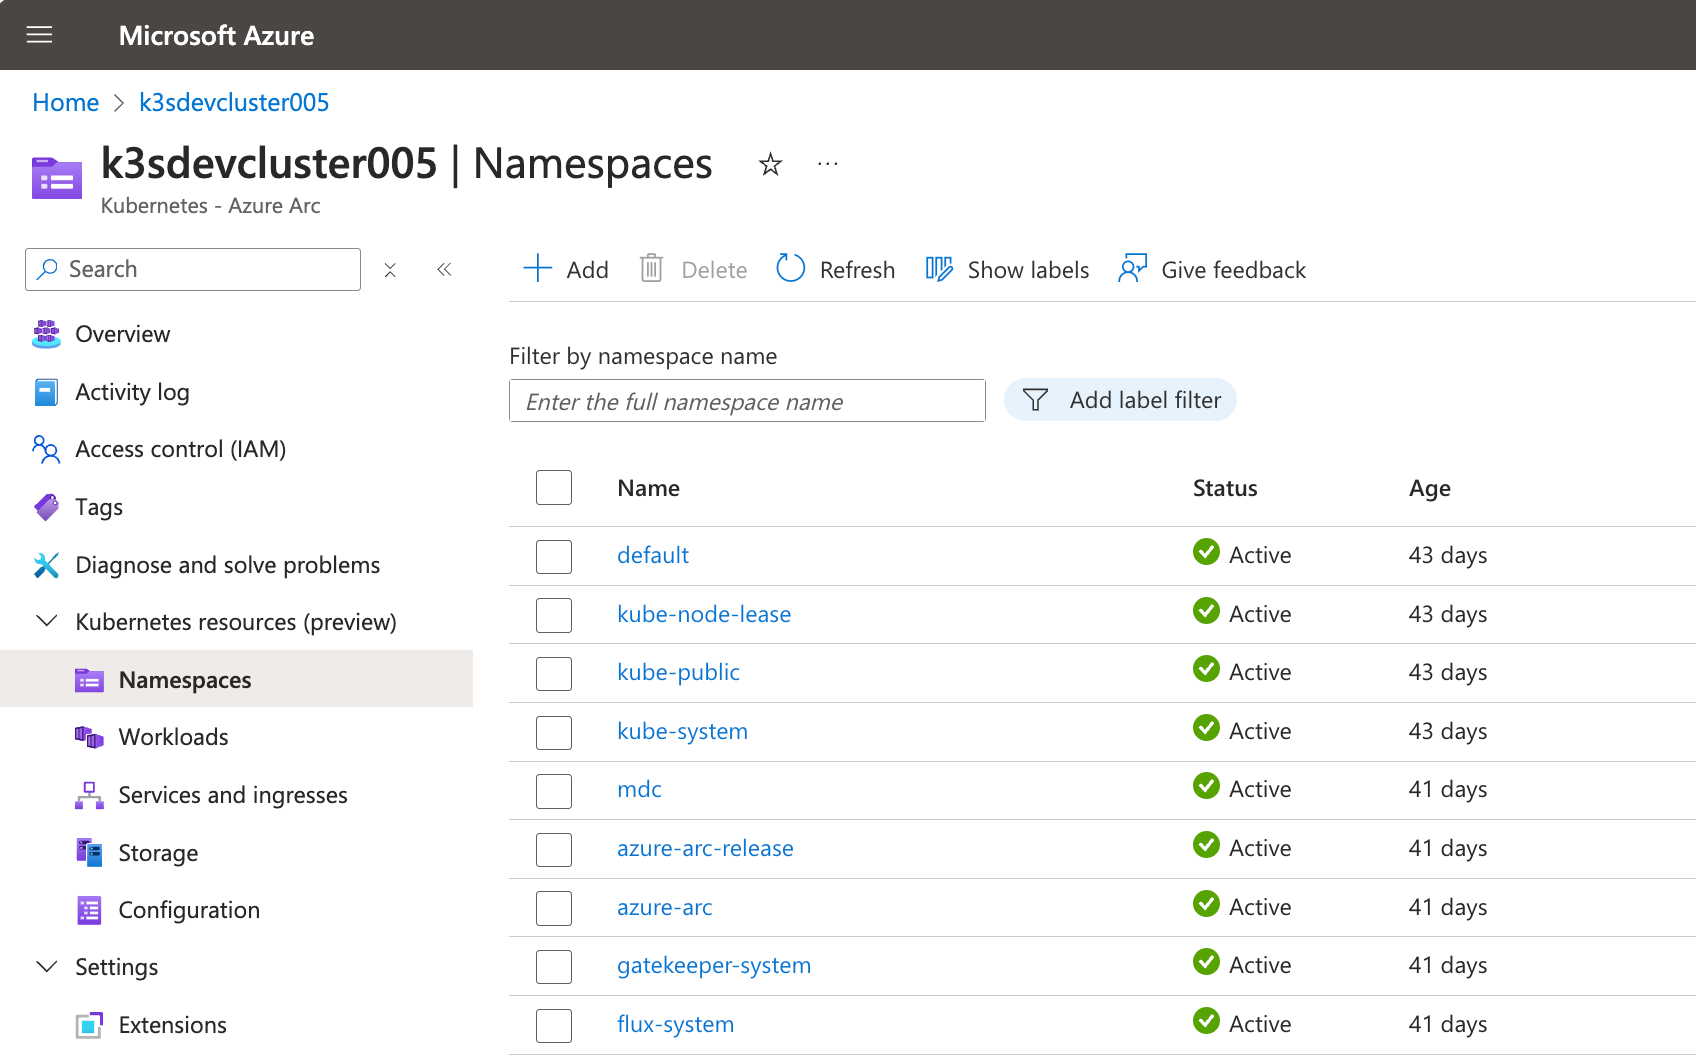 Microsoft Azure
Home > k3sdevcluster005
k3sdevcluster005 | Namespaces
Kubernetes - Azure Arc
Search
Overview
Activity log
Access control (IAM)
Tags
Diagnose and solve problems
Kubernetes resources (preview)
Namespaces
Workloads
Services and ingresses
Storage
Configuration
Settings
Extensions
Add Delete Refresh Show labels Give feedback
Filter by namespace name
Enter the full namespace name Add label filter
Name Status Age
default Active 43 days
kube-node-lease Active 43 days
kube-public Active 43 days
kube-system Active 43 days
mdc Active 41 days
azure-arc-release Active 41 days
azure-arc Active 41 days
gatekeeper-system Active 41 days
flux-system Active 41 days